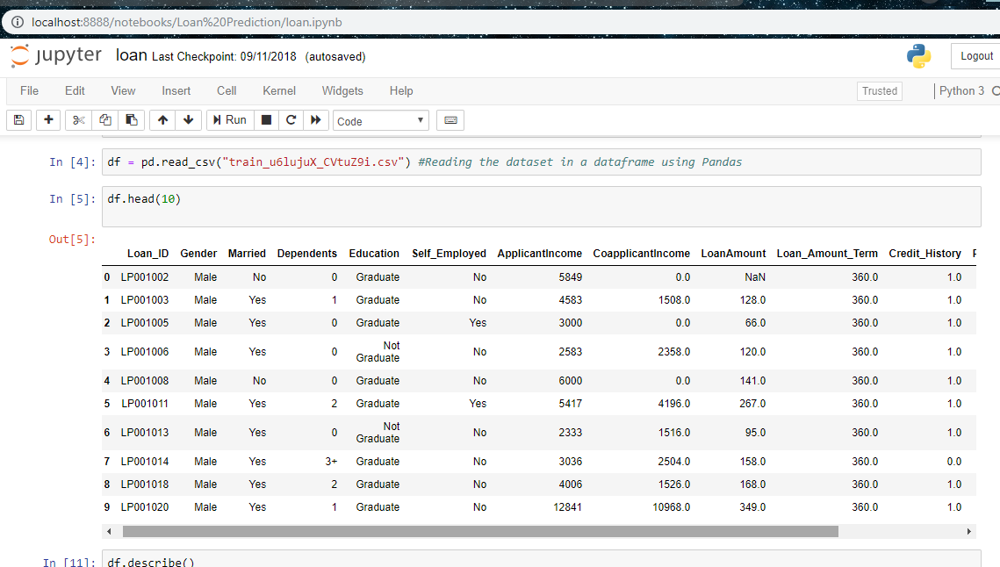 localhost:8888/notebooks/Loan%20Prediction/loan.ipynb
jupyter loan Last Checkpoint: 09/11/2018 (autosaved)
Logout
File Edit View Insert Cell Kernel Widgets Help Trusted Python 3
Run Code
In [4]: df = pd.read_csv("train_u6lujuX_CVtuZ9i.csv") #Reading the dataset in a dataframe using Pandas
In [5]: df.head(10)
Out[5]:
Loan_ID Gender Married Dependents Education Self_Employed ApplicantIncome CoapplicantIncome LoanAmount Loan_Amount_Term Credit_History
0 LP001002 Male No 0 Graduate No 5849 0.0 NaN 360.0 1.0
1 LP001003 Male Yes 1 Graduate No 4583 1508.0 128.0 360.0 1.0
2 LP001005 Male Yes 0 Graduate Yes 3000 0.0 66.0 360.0 1.0
3 LP001006 Male Yes 0 Not Graduate No 2583 2358.0 120.0 360.0 1.0
4 LP001008 Male No 0 Graduate No 6000 0.0 141.0 360.0 1.0
5 LP001011 Male Yes 2 Graduate Yes 5417 4196.0 267.0 360.0 1.0
6 LP001013 Male Yes 0 Not Graduate No 2333 1516.0 95.0 360.0 1.0
7 LP001014 Male Yes 3+ Graduate No 3036 2504.0 158.0 360.0 0.0
8 LP001018 Male Yes 2 Graduate No 4006 1526.0 168.0 360.0 1.0
9 LP001020 Male Yes 1 Graduate No 12841 10968.0 349.0 360.0 1.0
In [11]: df.describe()